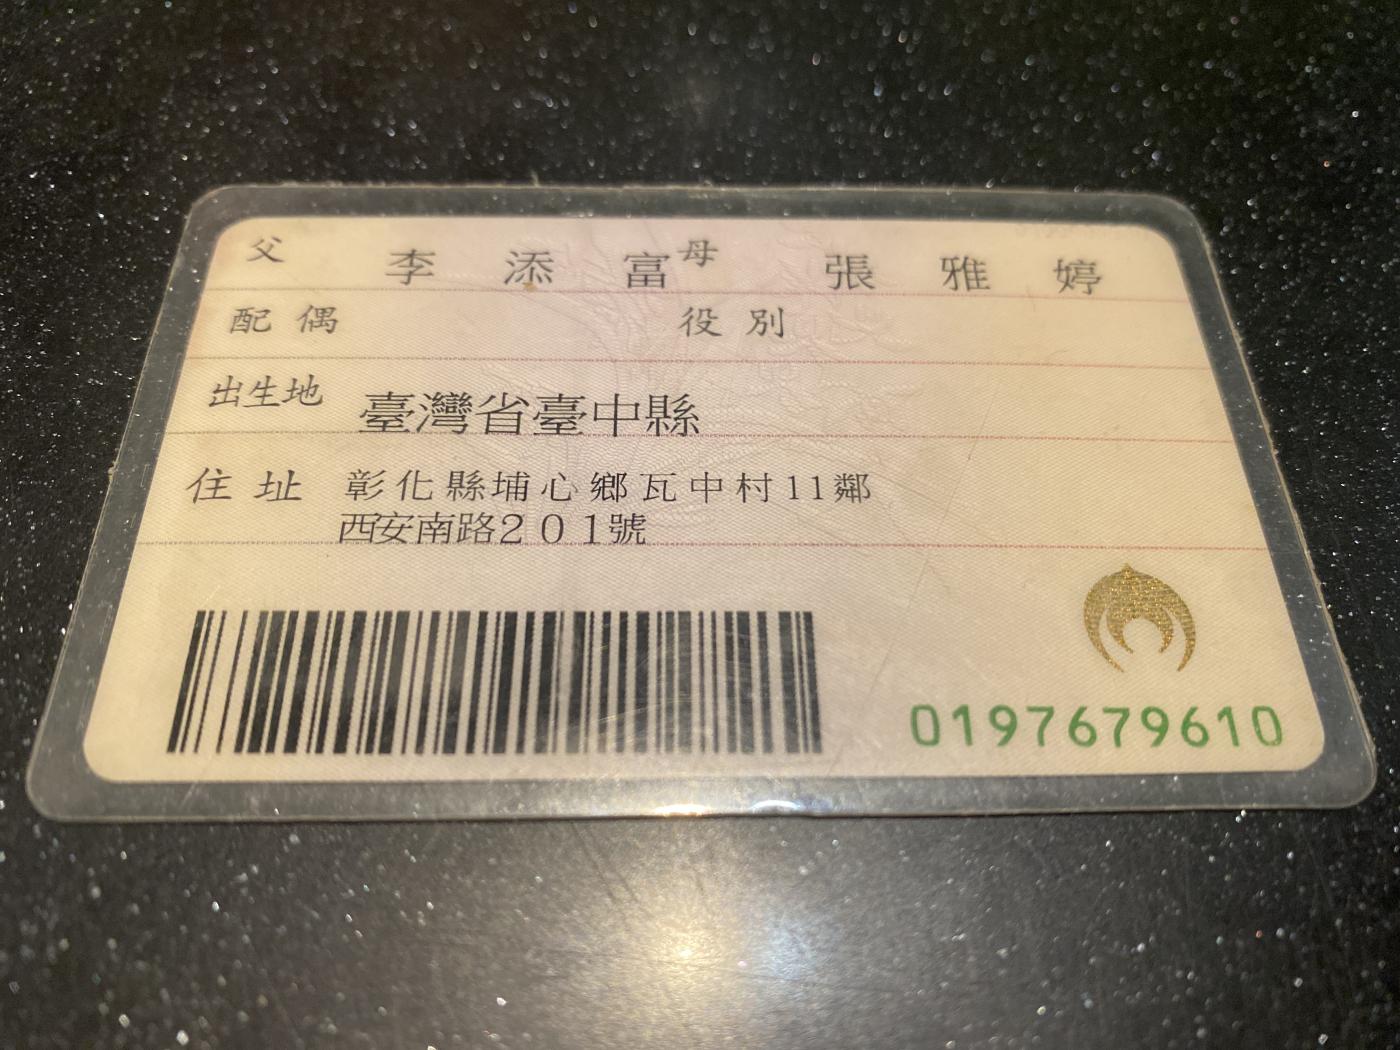 父 李添富 母 張雅婷
配偶 役別
出生地 臺灣省臺中縣
住址 彰化縣埔心鄉瓦中村11鄰
西安南路201號
0197679610